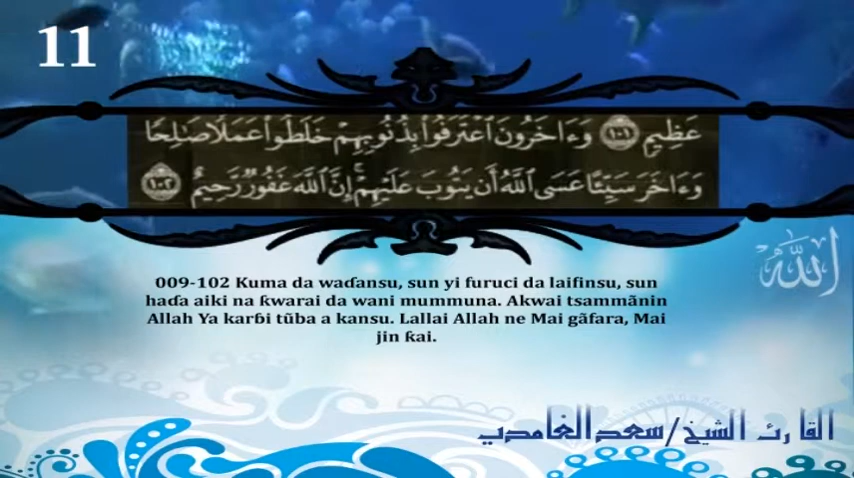 11
عَظِيمٍ ١٠١ وَءَاخَرُونَ ٱعْتَرَفُوا۟ بِذُنُوبِهِمْ خَلَطُوا۟ عَمَلًا صَٰلِحًا
وَءَاخَرَ سَيِّئًا عَسَى ٱللَّهُ أَن يَتُوبَ عَلَيْهِمْ ۚ إِنَّ ٱللَّهَ غَفُورٌ رَّحِيمٌ ١٠٢
الله
009-102 Kuma da waɗansu, sun yi furuci da laifinsu, sun
haɗa aiki na ƙwarai da wani mummuna. Akwai tsammãnin
Allah Ya karɓi tũba a kansu. Lallai Allah ne Mai gãfara, Mai
jin ƙai.
القارئ الشيخ/سعد الغامدي